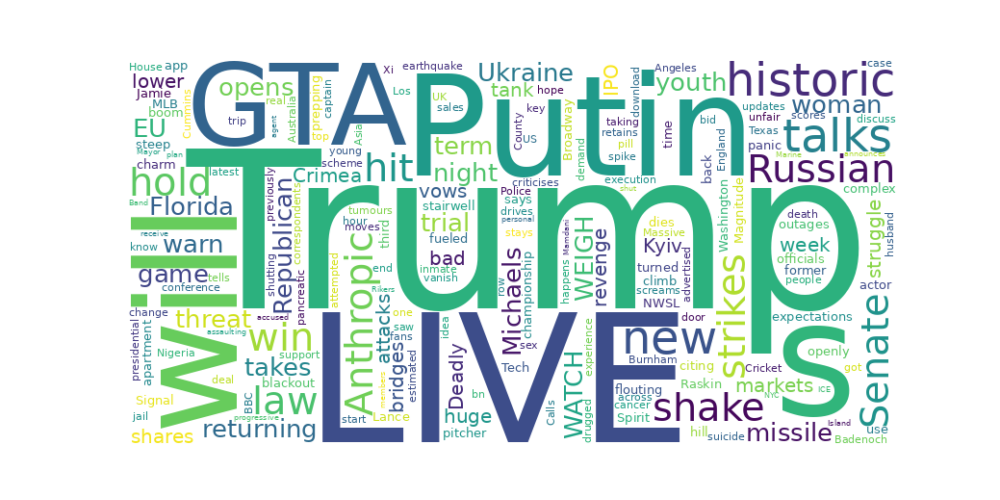 House
app
Xi
earthquake
Ukraine
IPO
download
youth
historic
case
lower
Cummins
GTA
opens
prepping
captain
Los
Putin
tank
hope
Angeles
updates
scores
woman
Jamie
MLB
boom
trip
real
agent
Australia
Asia
UK
sales
key
County
US
Broadway
taking
retains
pill
spike
time
bid
England
Texas
unfair
panic
discuss
talks
EU
steep
Mayor
plan
charm
latest
young
scheme
hit
term
night
demand
execution
shut
back
Marine
announces
Russian
hold
Band
Florida
previously
correspondents
Crimea
Trump
vows
criticises
says
Police
drives
personal
stays
stairwell
tumours
hour
moves
third
trial
fueled
bad
dies
Massive
Kyiv
Washington
Magnitude
death
outages
week
officials
former
people
complex
struggle
husband
receive
know
warn
conference
Will
game
tells
Republican
shutting
pancreatic
attempted
Anthropic
end
inmate
vanish
Rikers
attacks
row
Michaels
championship
happens
Mamdani
WEIGH
revenge
turned
climb
screams
NWSL
advertised
strikes
expectations
actor
change
threat
accused
assaulting
presidential
apartment
Nigeria
win
support
takes
deal
blackout
Signal
BBC
law
progressive
jail
shares
returning
start
Lance
members
bridges
one
saw
fans
estimated
LIVE
Deadly
idea
bn
huge
pitcher
sex
Tech
Calls
WATCH
drugged
experience
new
door
Burnham
citing
Raskin
Cricket
NYC
ICE
markets
openly
got
s
Senate
flouting
across
cancer
Spirit
shake
hill
suicide
missile
Island
use
Badenoch